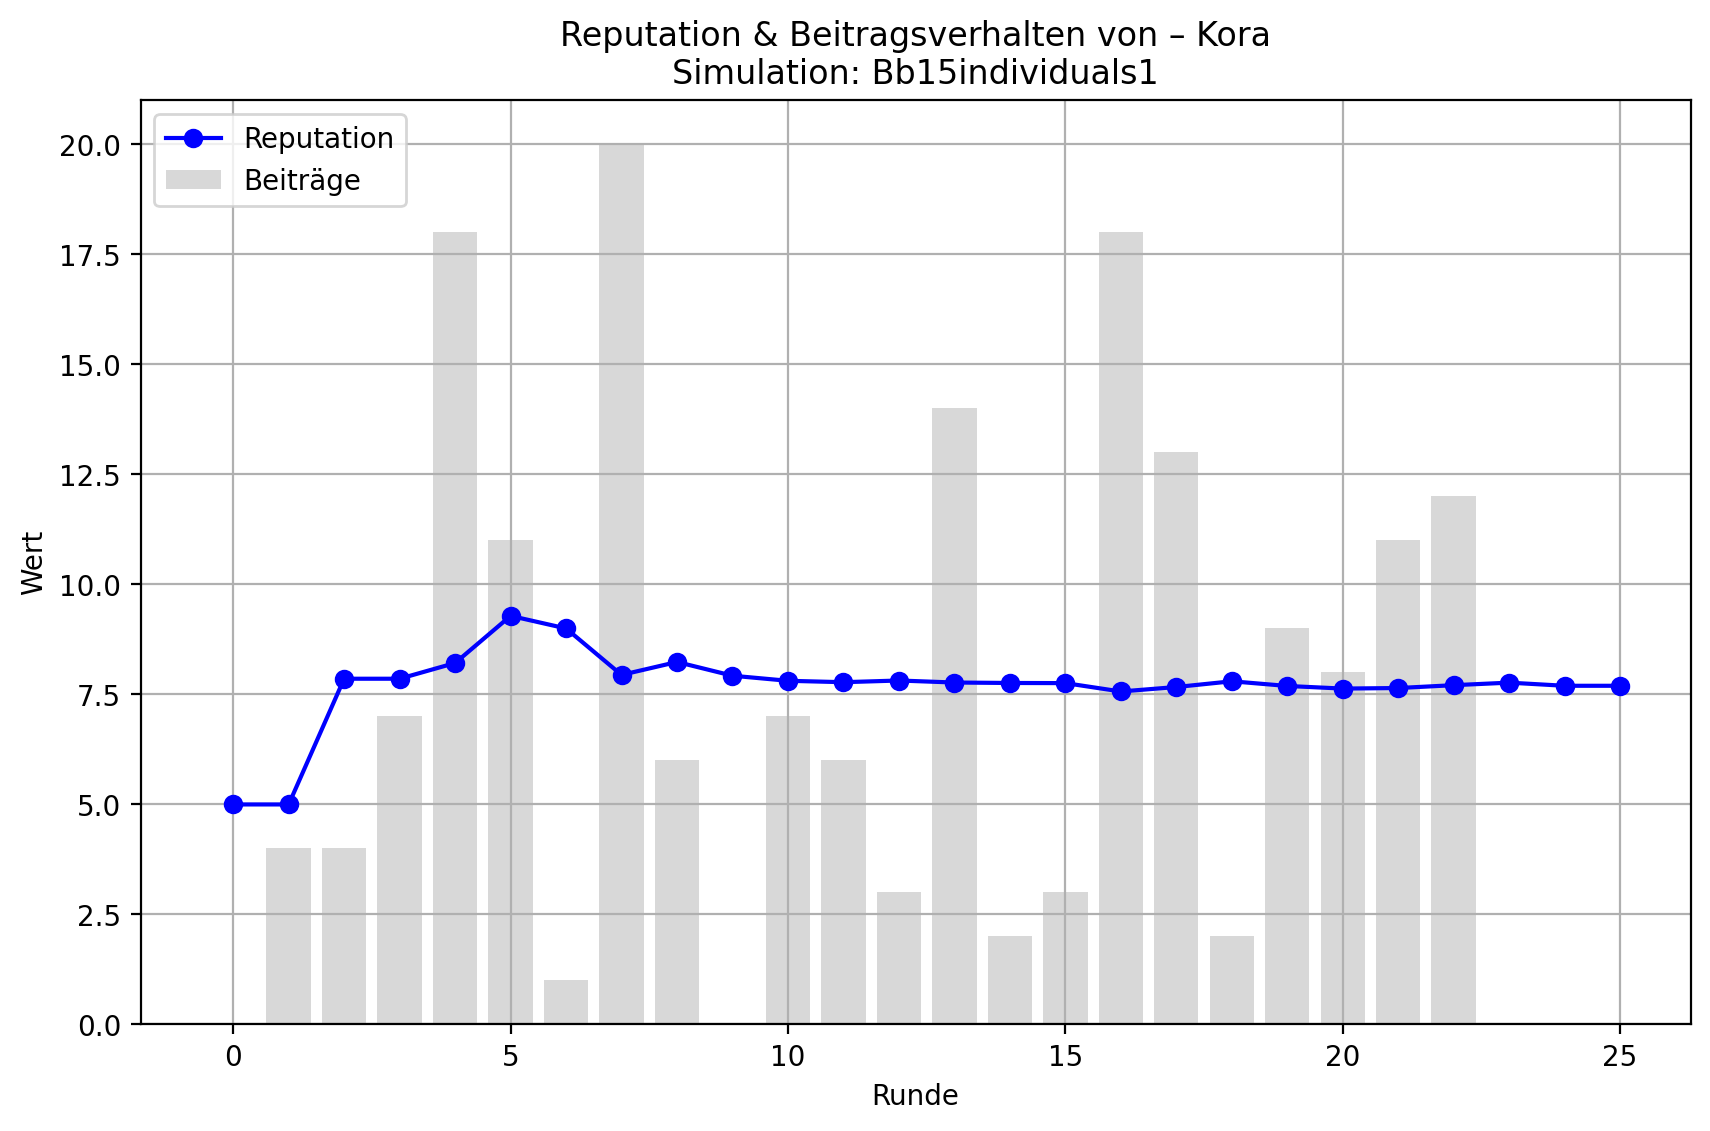 Reputation & Beitragsverhalten von – Kora
Simulation: Bb15individuals1
Reputation
Beiträge
20.0
17.5
15.0
12.5
10.0
7.5
5.0
2.5
0.0
Wert
0 5 10 15 20 25
Runde